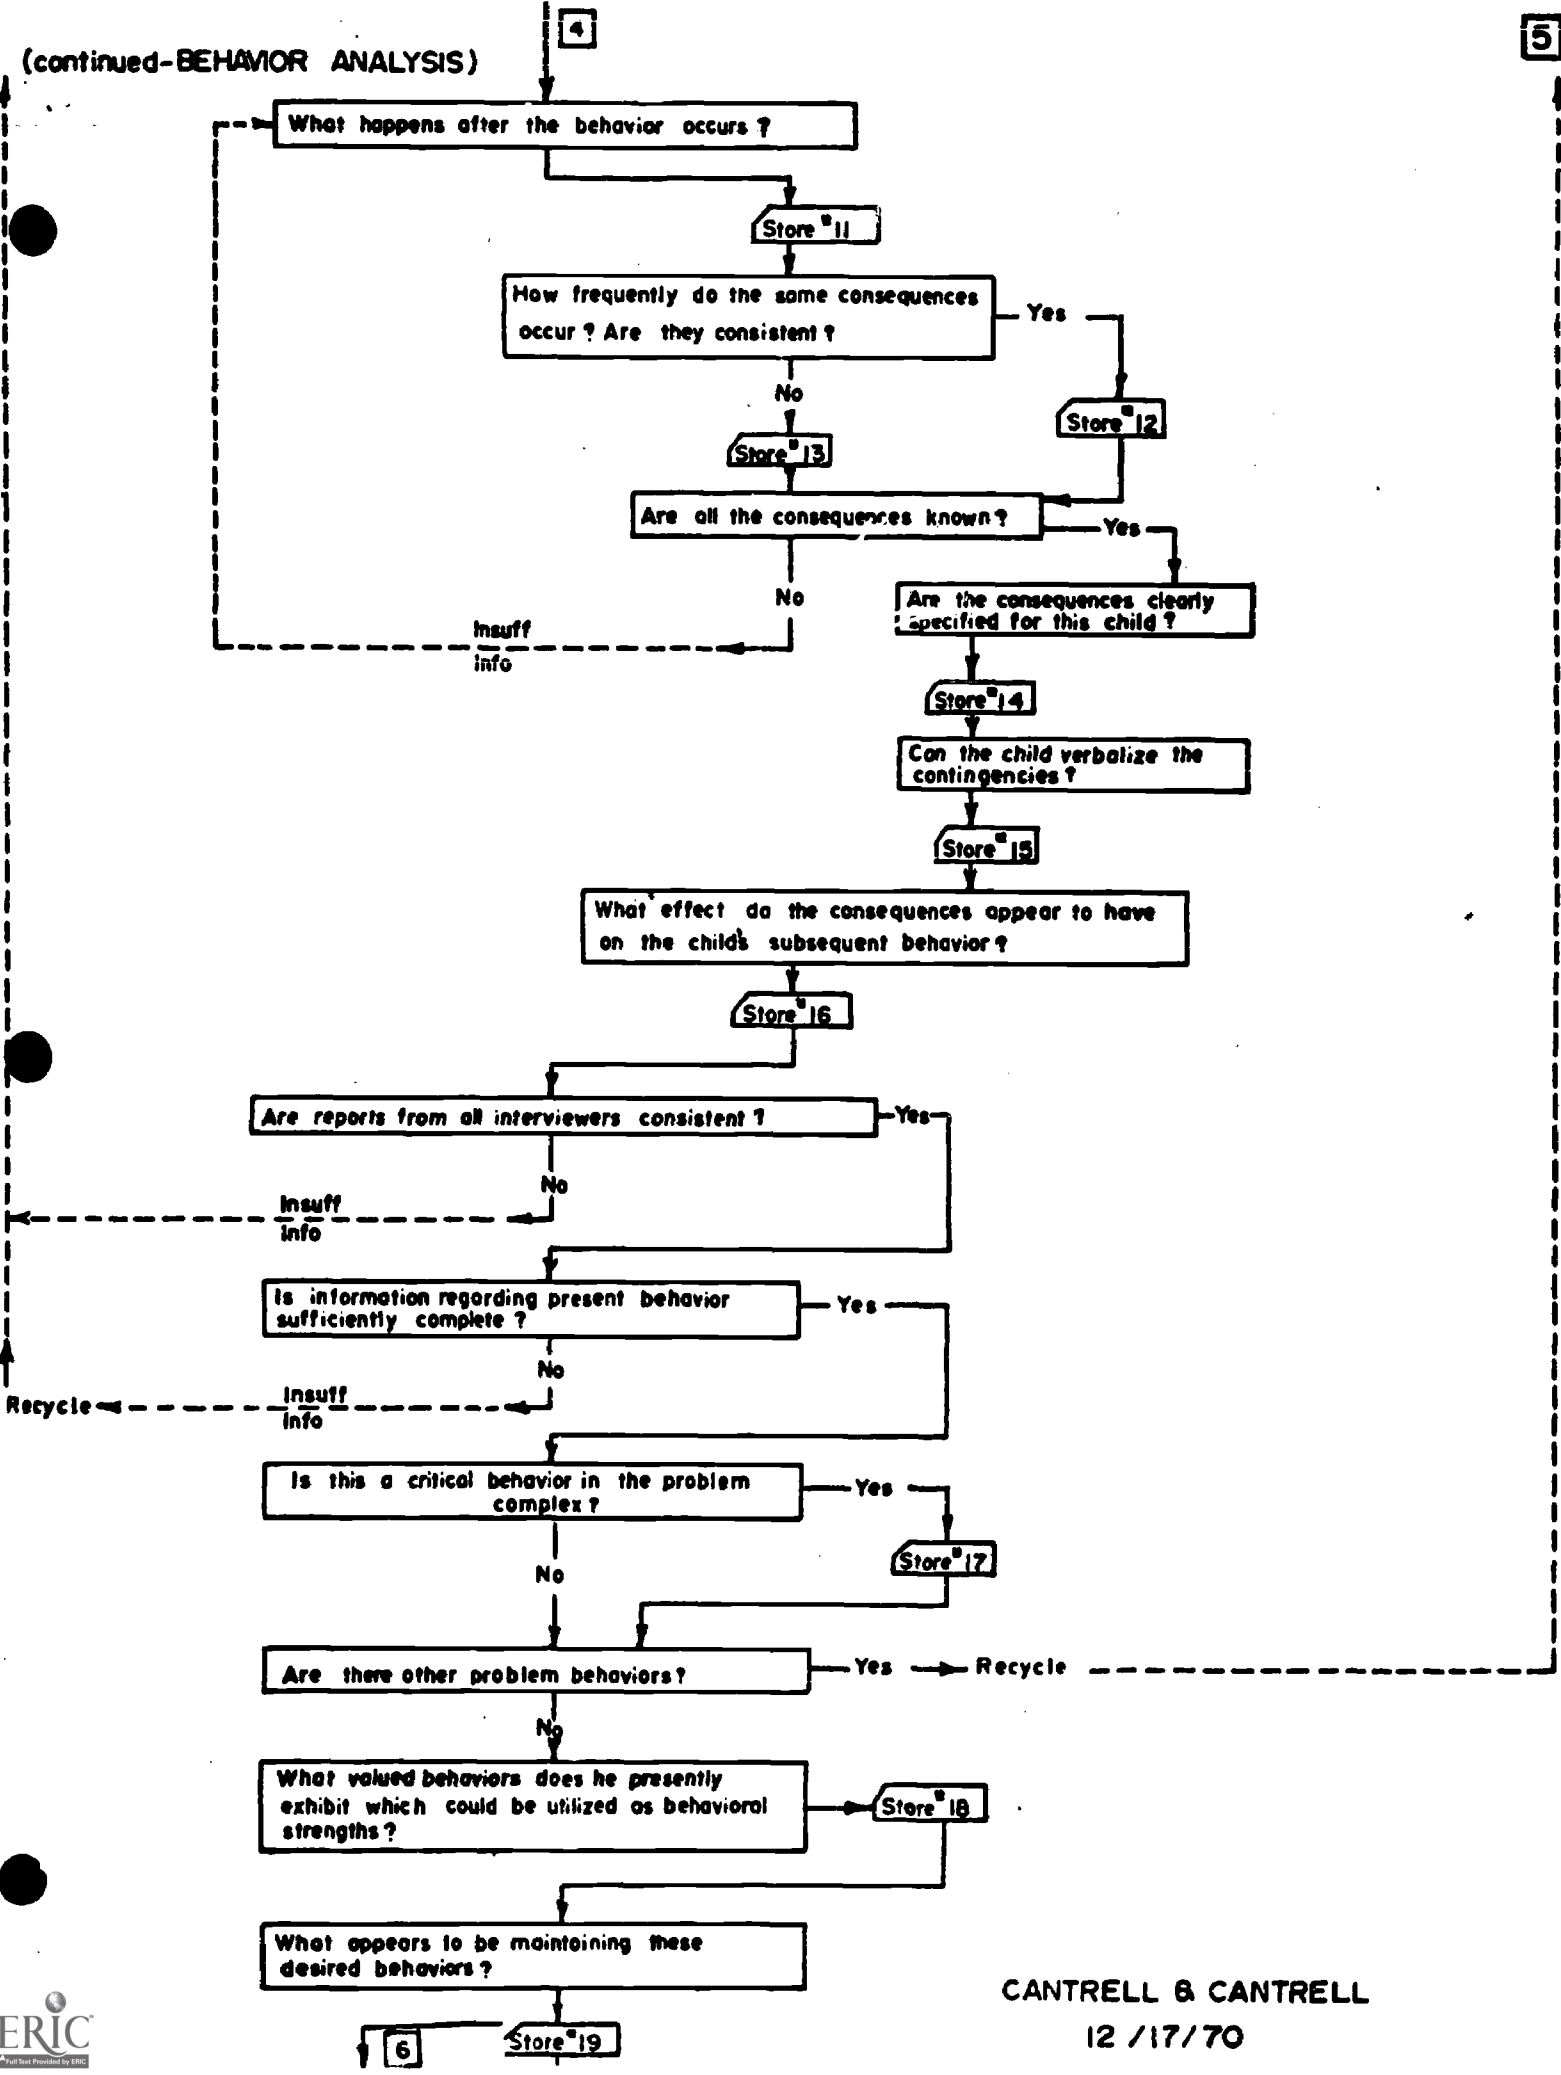 4
5
(continued-BEHAVIOR ANALYSIS)
What happens after the behavior occurs?
Store #11
How frequently do the same consequences
occur? Are they consistent?
Yes
No
Store #12
Store #13
Are all the consequences known?
Yes
No
Are the consequences clearly
specified for this child?
Insuff
info
Store #14
Can the child verbalize the
contingencies?
Store #15
What effect do the consequences appear to have
on the child's subsequent behavior?
Store #16
Are reports from all interviewers consistent?
Yes
No
Insuff
info
Is information regarding present behavior
sufficiently complete?
Yes
No
Recycle
Insuff
info
Is this a critical behavior in the problem
complex?
Yes
Store #17
No
Are there other problem behaviors?
Yes
Recycle
No
What valued behaviors does he presently
exhibit which could be utilized as behavioral
strengths?
Store #18
What appears to be maintaining these
desired behaviors?
CANTRELL & CANTRELL
12/17/70
Store #19
6
ERIC
Full Text Provided by ERIC